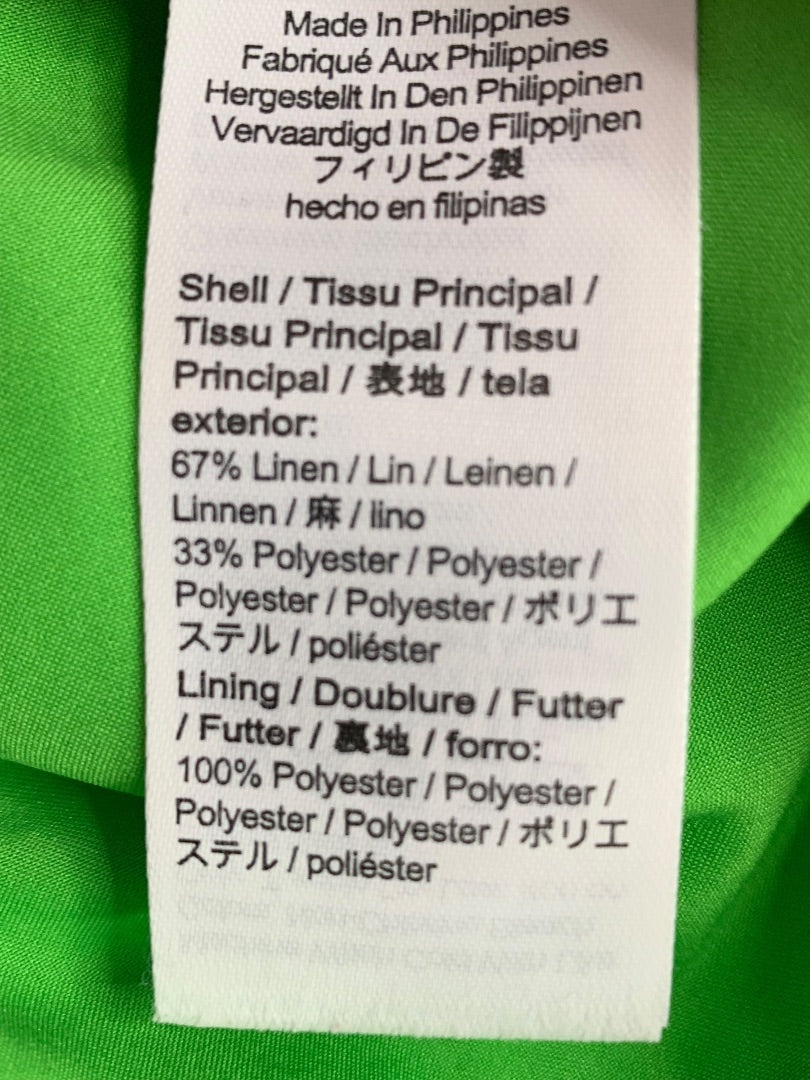 Made In Philippines
Fabriqué Aux Philippines
Hergestellt In Den Philippinen
Vervaardigd In De Filippijnen
フィリピン製
hecho en filipinas
Shell / Tissu Principal /
Tissu Principal / Tissu
Principal / 表地 / tela
exterior:
67% Linen / Lin / Leinen /
Linnen / 麻 / lino
33% Polyester / Polyester /
Polyester / Polyester / ポリエ
ステル / poliéster
Lining / Doublure / Futter
/ Futter / 裏地 / forro:
100% Polyester / Polyester /
Polyester / Polyester / ポリエ
ステル / poliéster